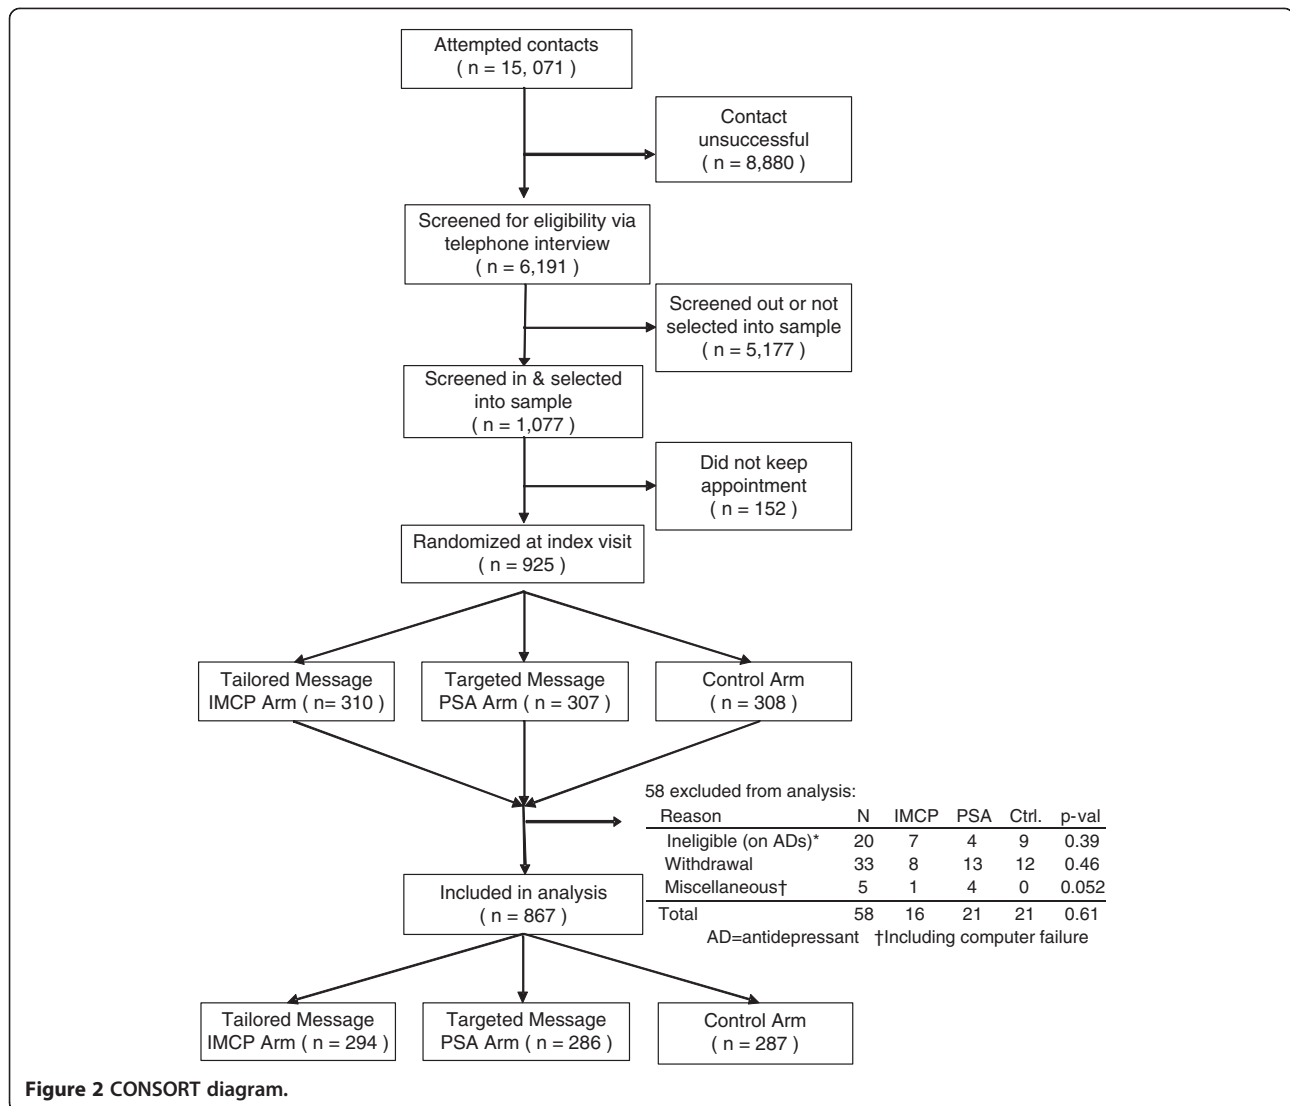 Attempted contacts
( n = 15, 071 )
Contact
unsuccessful
( n = 8,880 )
Screened for eligibility via
telephone interview
( n = 6,191 )
Screened out or not
selected into sample
( n = 5,177 )
Screened in & selected
into sample
( n = 1,077 )
Did not keep
appointment
( n = 152 )
Randomized at index visit
( n = 925 )
Tailored Message
IMCP Arm ( n= 310 )
Targeted Message
PSA Arm ( n = 307 )
Control Arm
( n = 308 )
58 excluded from analysis:
Reason N IMCP PSA Ctrl. p-val
Ineligible (on ADs)* 20 7 4 9 0.39
Withdrawal 33 8 13 12 0.46
Miscellaneous† 5 1 4 0 0.052
Total 58 16 21 21 0.61
AD=antidepressant †Including computer failure
Included in analysis
( n = 867 )
Tailored Message
IMCP Arm ( n = 294 )
Targeted Message
PSA Arm ( n = 286 )
Control Arm
( n = 287 )
Figure 2 CONSORT diagram.